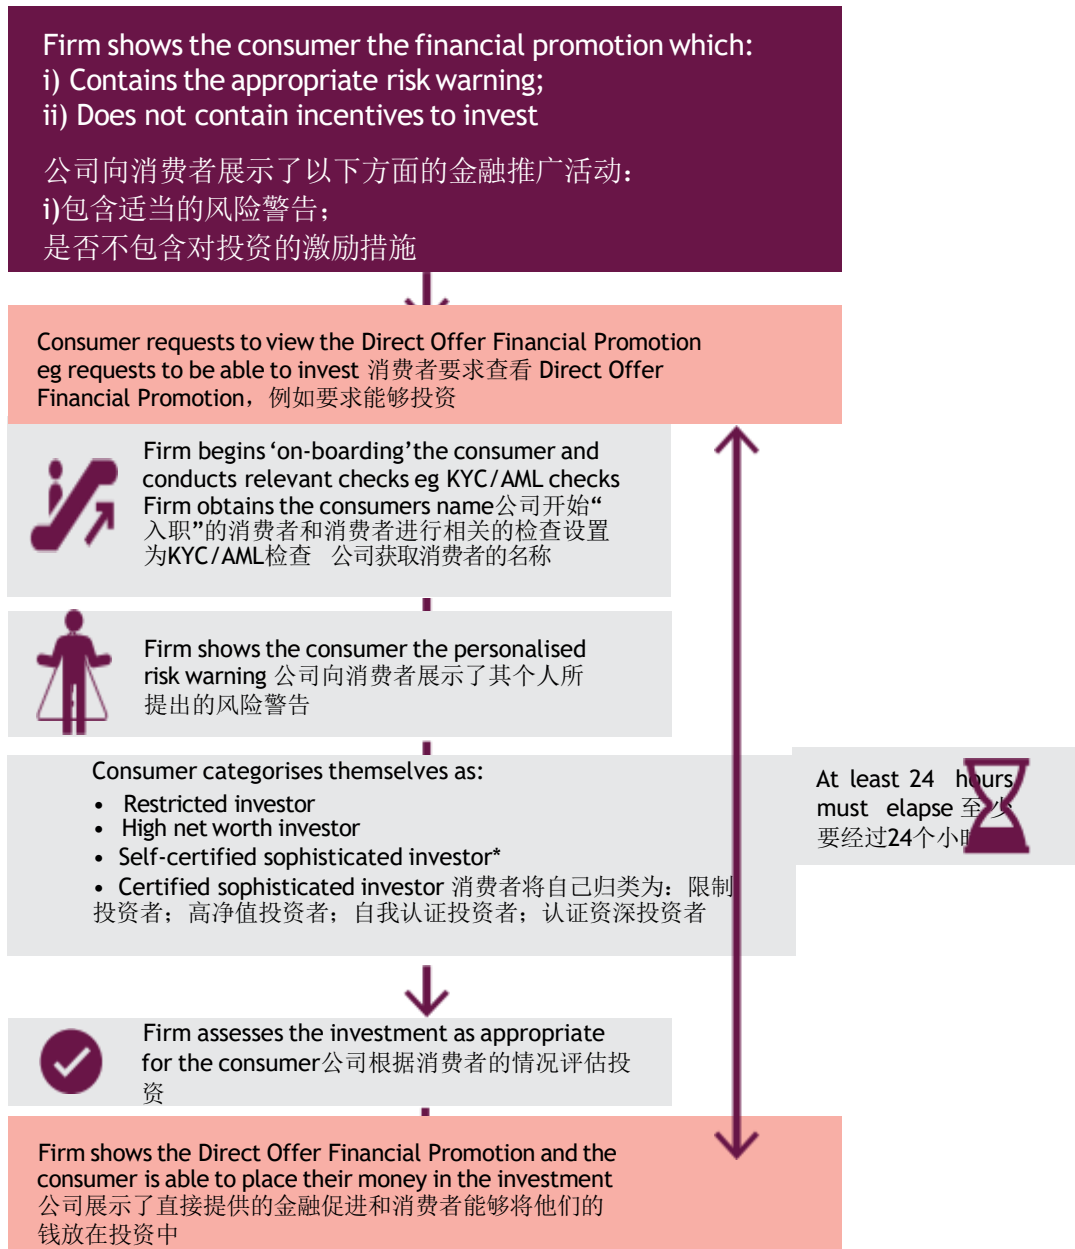 Firm shows the consumer the financial promotion which:
i) Contains the appropriate risk warning;
ii) Does not contain incentives to invest
公司向消费者展示了以下方面的金融推广活动：
i)包含适当的风险警告；
是否不包含对投资的激励措施
Consumer requests to view the Direct Offer Financial Promotion
eg requests to be able to invest 消费者要求查看 Direct Offer
Financial Promotion，例如要求能够投资
Firm begins ‘on-boarding’the consumer and
conducts relevant checks eg KYC/AML checks
Firm obtains the consumers name公司开始“
入职”的消费者和消费者进行相关的检查设置
为KYC/AML检查 公司获取消费者的名称
Firm shows the consumer the personalised
risk warning 公司向消费者展示了其个人所
提出的风险警告
Consumer categorises themselves as:
• Restricted investor
• High net worth investor
• Self-certified sophisticated investor*
• Certified sophisticated investor 消费者将自己归类为：限制
投资者；高净值投资者；自我认证投资者；认证资深投资者
At least 24 hours
must elapse 至少
要经过24个小时
Firm assesses the investment as appropriate
for the consumer公司根据消费者的情况评估投
资
Firm shows the Direct Offer Financial Promotion and the
consumer is able to place their money in the investment
公司展示了直接提供的金融促进和消费者能够将他们的
钱放在投资中